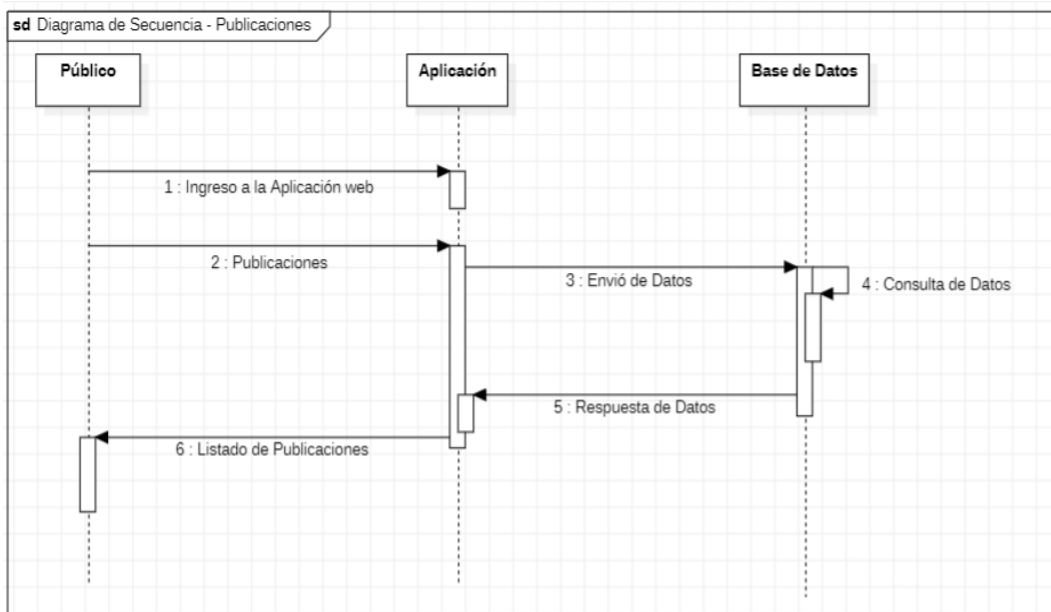 sd Diagrama de Secuencia - Publicaciones
Público
Aplicación
Base de Datos
1 : Ingreso a la Aplicación web
2 : Publicaciones
3 : Envió de Datos
4 : Consulta de Datos
5 : Respuesta de Datos
6 : Listado de Publicaciones